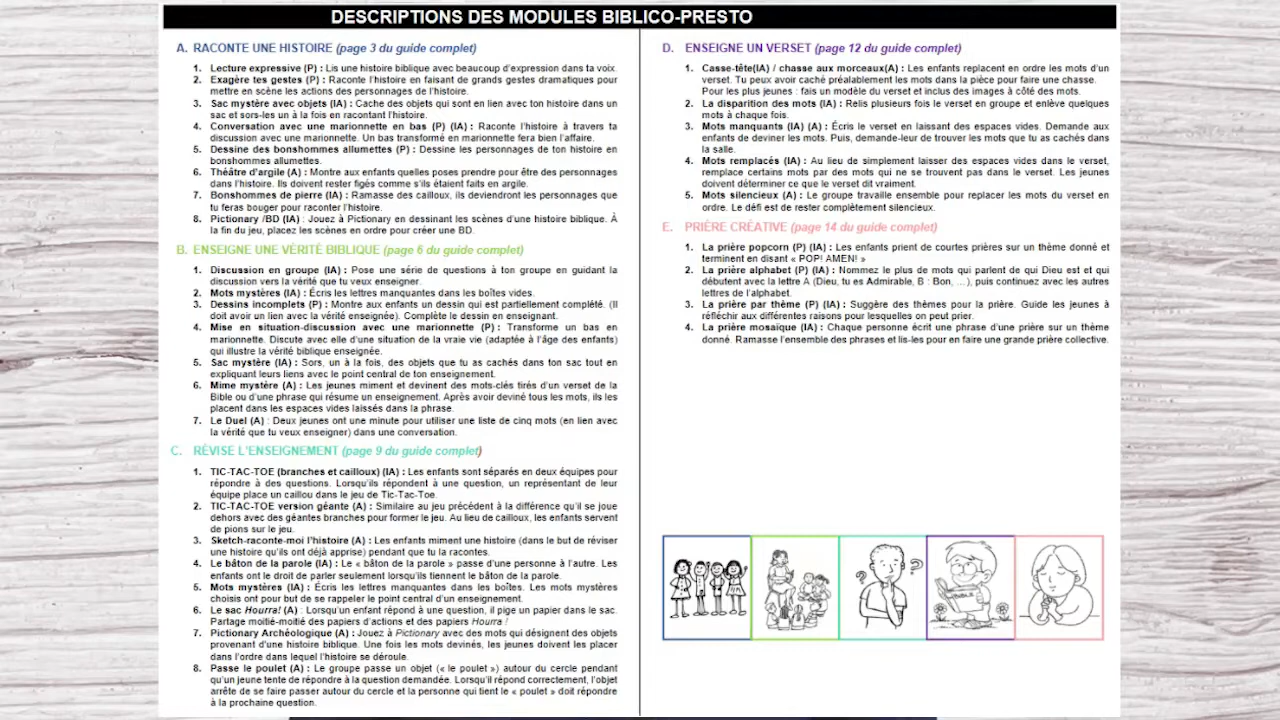 DESCRIPTIONS DES MODULES BIBLICO-PRESTO
A. RACONTE UNE HISTOIRE (page 3 du guide complet)
1. Lecture expressive (P) : Lis une histoire biblique avec beaucoup d'expression dans ta voix.
2. Exagère tes gestes (P) : Raconte l'histoire en faisant de grands gestes dramatiques pour
mettre en scène les actions des personnages de l'histoire.
3. Sac mystère avec objets (IA) : Cache des objets qui sont en lien avec ton histoire dans un
sac et sors-les un à la fois en racontant l'histoire.
4. Conversation avec une marionnette en bas (P) (IA) : Raconte l'histoire à travers ta
discussion avec une marionnette. Un bas transformé en marionnette fera bien l'affaire.
5. Dessine des bonshommes allumettes (P) : Dessine les personnages de ton histoire en
bonshommes allumettes.
6. Théâtre d'argile (A) : Montre aux enfants quelles poses prendre pour être des personnages
dans l'histoire. Ils doivent rester figés comme s'ils étaient faits en argile.
7. Bonshommes de pierre (IA) : Ramasse des cailloux, ils deviendront les personnages que
tu feras bouger pour raconter l'histoire.
8. Pictionary /BD (IA) : Jouez à Pictionary en dessinant les scènes d'une histoire biblique. À
la fin du jeu, placez les scènes en ordre pour créer une BD.
B. ENSEIGNE UNE VÉRITÉ BIBLIQUE (page 6 du guide complet)
1. Discussion en groupe (IA) : Pose une série de questions à ton groupe en guidant la
discussion vers la vérité que tu veux enseigner.
2. Mots mystères (IA) : Écris les lettres manquantes dans les boîtes vides.
3. Dessins incomplets (P) : Montre aux enfants un dessin qui est partiellement complété. (Il
doit avoir un lien avec la vérité enseignée). Complète le dessin en enseignant.
4. Mise en situation-discussion avec une marionnette (P) : Transforme un bas en
marionnette. Discute avec elle d'une situation de la vraie vie (adaptée à l'âge des enfants)
qui illustre la vérité biblique enseignée.
5. Sac mystère (IA) : Sors, un à la fois, des objets que tu as cachés dans ton sac tout en
expliquant leurs liens avec le point central de ton enseignement.
6. Mime mystère (A) : Les jeunes miment et devinent des mots-clés tirés d'un verset de la
Bible ou d'une phrase qui résume un enseignement. Après avoir deviné tous les mots, ils les
placent dans les espaces vides laissés dans la phrase.
7. Le Duel (A) : Deux jeunes ont une minute pour utiliser une liste de cinq mots (en lien avec
la vérité que tu veux enseigner) dans une conversation.
C. RÉVISE L'ENSEIGNEMENT (page 9 du guide complet)
1. TIC-TAC-TOE (branches et cailloux) (IA) : Les enfants sont séparés en deux équipes pour
répondre à des questions. Lorsqu'ils répondent à une question, un représentant de leur
équipe place un caillou dans le jeu de Tic-Tac-Toe.
2. TIC-TAC-TOE version géante (A) : Similaire au jeu précédent à la différence qu'il se joue
dehors avec des géantes branches pour former le jeu. Au lieu de cailloux, les enfants servent
de pions sur le jeu.
3. Sketch-raconte-moi l'histoire (A) : Les enfants miment une histoire (dans le but de réviser
une histoire qu'ils ont déjà apprise) pendant que tu la racontes.
4. Le bâton de la parole (IA) : Le « bâton de la parole » passe d'une personne à l'autre. Les
enfants ont le droit de parler seulement lorsqu'ils tiennent le bâton de la parole.
5. Mots mystères (IA) : Écris les lettres manquantes dans les boîtes. Les mots mystères
choisis ont pour but de se rappeler le point central d'un enseignement.
6. Le sac Hourra! (A) : Lorsqu'un enfant répond à une question, il pige un papier dans le sac.
Partage moitié-moitié des papiers d'actions et des papiers Hourra !
7. Pictionary Archéologique (A) : Jouez à Pictionary avec des mots qui désignent des objets
provenant d'une histoire biblique. Une fois les mots devinés, les jeunes doivent les placer
dans l'ordre dans lequel l'histoire se déroule.
8. Passe le poulet (A) : Le groupe passe un objet (« le poulet ») autour du cercle pendant
qu'un jeune tente de répondre à la question demandée. Lorsqu'il répond correctement, l'objet
arrête de se faire passer autour du cercle et la personne qui tient le « poulet » doit répondre
à la prochaine question.
D. ENSEIGNE UN VERSET (page 12 du guide complet)
1. Casse-tête(IA) / chasse aux morceaux(A) : Les enfants replacent en ordre les mots d'un
verset. Tu peux avoir caché préalablement les mots dans la pièce pour faire une chasse.
Pour les plus jeunes : fais un modèle du verset et inclus des images à côté des mots.
2. La disparition des mots (IA) : Relis plusieurs fois le verset en groupe et enlève quelques
mots à chaque fois.
3. Mots manquants (IA) (A) : Écris le verset en laissant des espaces vides. Demande aux
enfants de deviner les mots. Puis, demande-leur de trouver les mots que tu as cachés dans
la salle.
4. Mots remplacés (IA) : Au lieu de simplement laisser des espaces vides dans le verset,
remplace certains mots par des mots qui ne se trouvent pas dans le verset. Les jeunes
doivent déterminer ce que le verset dit vraiment.
5. Mots silencieux (A) : Le groupe travaille ensemble pour replacer les mots du verset en
ordre. Le défi est de rester complètement silencieux.
E. PRIÈRE CRÉATIVE (page 14 du guide complet)
1. La prière popcorn (P) (IA) : Les enfants prient de courtes prières sur un thème donné et
terminent en disant « POP! AMEN! »
2. La prière alphabet (P) (IA) : Nommez le plus de mots qui parlent de qui Dieu est et qui
débutent avec la lettre A (Dieu, tu es Admirable, B : Bon, ...), puis continuez avec les autres
lettres de l'alphabet.
3. La prière par thème (P) (IA) : Suggère des thèmes pour la prière. Guide les jeunes à
réfléchir aux différentes raisons pour lesquelles on peut prier.
4. La prière mosaïque (IA) : Chaque personne écrit une phrase d'une prière sur un thème
donné. Ramasse l'ensemble des phrases et lis-les pour en faire une grande prière collective.